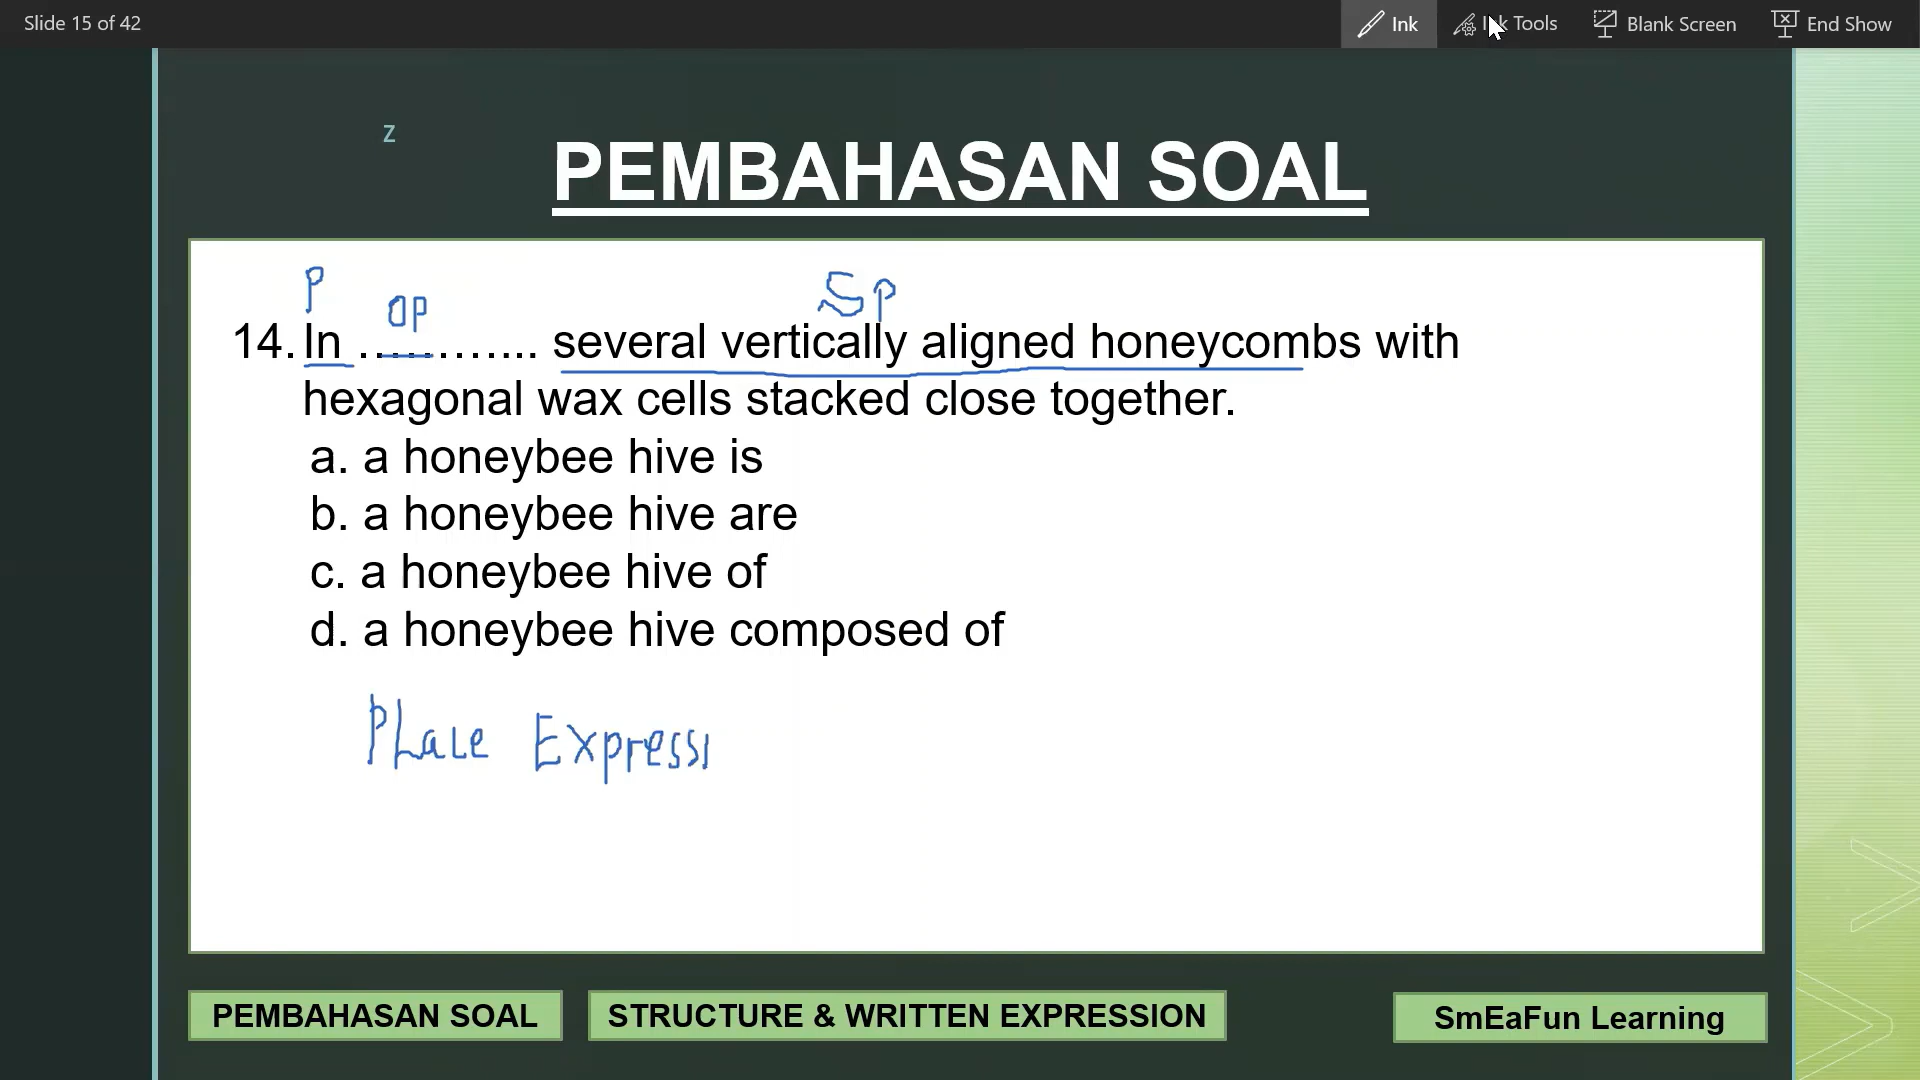 Slide 15 of 42
Ink
Ink Tools
Blank Screen
End Show
z
PEMBAHASAN SOAL
P
OP
Sp
14. In ………... several vertically aligned honeycombs with
hexagonal wax cells stacked close together.
a. a honeybee hive is
b. a honeybee hive are
c. a honeybee hive of
d. a honeybee hive composed of
PLace Expressi
PEMBAHASAN SOAL
STRUCTURE & WRITTEN EXPRESSION
SmEaFun Learning